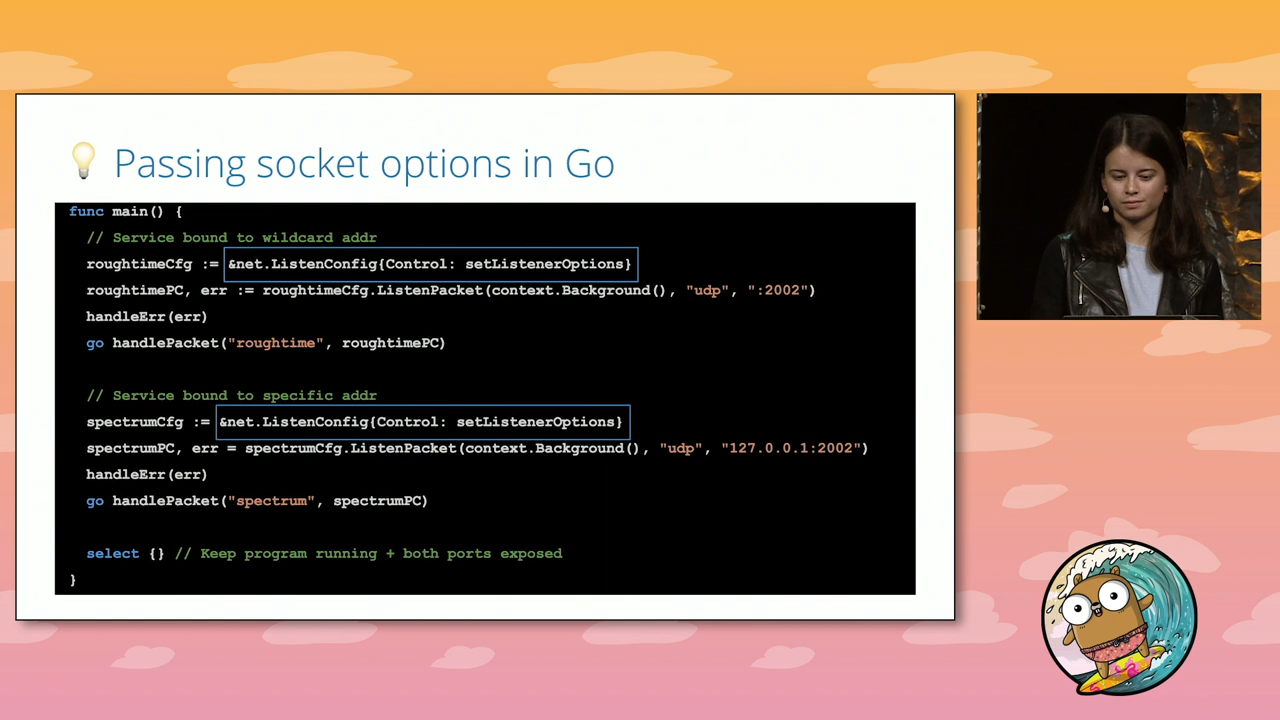 Passing socket options in Go
func main() {
// Service bound to wildcard addr
roughtimeCfg := &net.ListenConfig{Control: setListenerOptions}
roughtimePC, err := roughtimeCfg.ListenPacket(context.Background(), "udp", ":2002")
handleErr(err)
go handlePacket("roughtime", roughtimePC)
// Service bound to specific addr
spectrumCfg := &net.ListenConfig{Control: setListenerOptions}
spectrumPC, err = spectrumCfg.ListenPacket(context.Background(), "udp", "127.0.0.1:2002")
handleErr(err)
go handlePacket("spectrum", spectrumPC)
select {} // Keep program running + both ports exposed
}